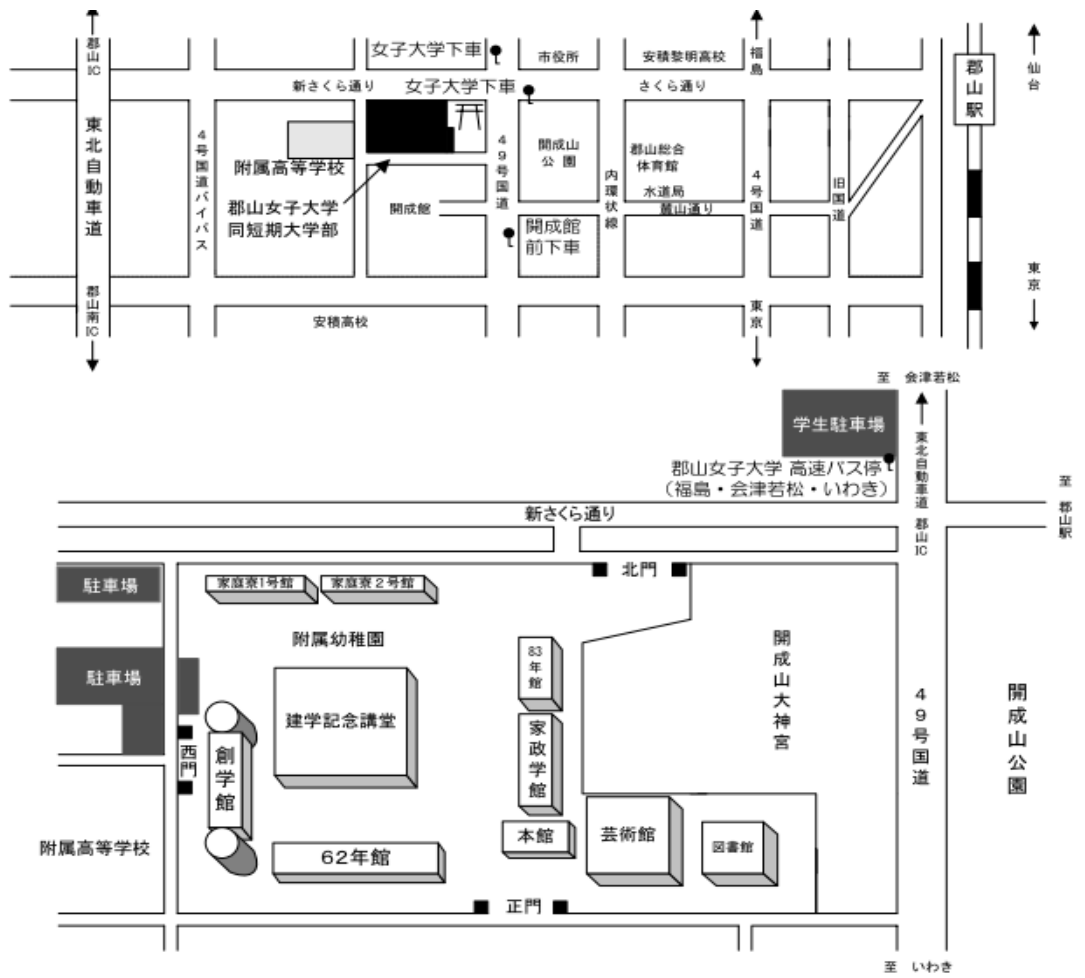 郡山IC
女子大学下車
市役所
安積黎明高校
福島
仙台
郡山駅
新さくら通り
女子大学下車
さくら通り
東北自動車道
4号国道バイパス
附属高等学校
49号国道
開成山
公園
郡山総合
体育館
4号国道
旧国道
郡山女子大学
同短期大学部
開成館
内環状線
水道局
麓山通り
開成館
前下車
郡山南IC
安積高校
東京
東京
至 会津若松
学生駐車場
東北自動車道 郡山IC
郡山女子大学 高速バス停
（福島・会津若松・いわき）
至 郡山駅
新さくら通り
駐車場
家庭寮1号館
家庭寮２号館
北門
附属幼稚園
83年館
開成山大神宮
駐車場
建学記念講堂
家政学館
49号国道
開成山公園
西門
創学館
附属高等学校
62年館
本館
芸術館
図書館
正門
至 いわき